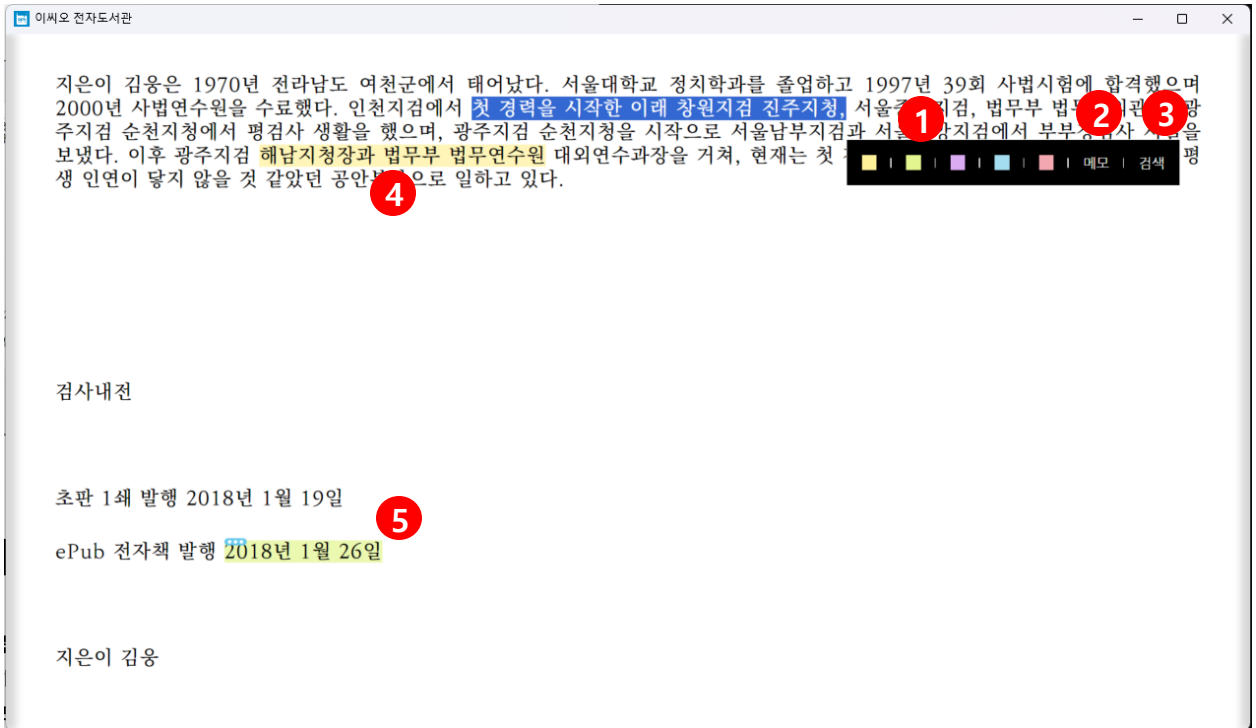 이씨오 전자도서관
지은이 김웅은 1970년 전라남도 여천군에서 태어났다. 서울대학교 정치학과를 졸업하고 1997년 39회 사법시험에 합격했으며
2000년 사법연수원을 수료했다. 인천지검에서 첫 경력을 시작한 이래 창원지검 진주지청, 지검, 법무부 광
1
2
3
주지검 순천지청에서 평검사 생활을 했으며, 광주지검 순천지청을 시작으로 서울남부지검과 지검에서
보냈다. 이후 광주지검 해남지청장과 법무부 법무연수원 대외연수과장을 거쳐, 현재는 첫 평
메모 검색
생 인연이 닿지 않을 것 같았던 으로 일하고 있다.
4
검사내전
초판 1쇄 발행 2018년 1월 19일
5
ePub 전자책 발행 2018년 1월 26일
지은이 김웅